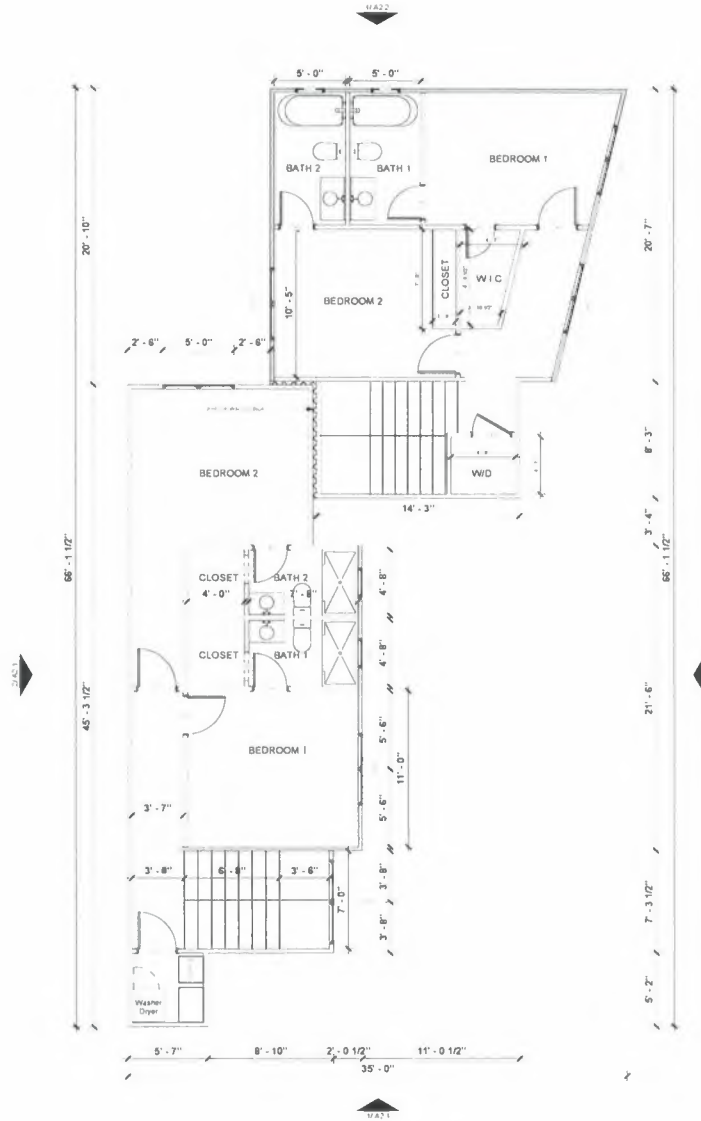 5' - 0"
5' - 0"
BATH 2
BATH 1
BEDROOM 1
20' - 10"
20' - 7"
10' - 5"
BEDROOM 2
CLOSET
W I C
2' - 6"
5' - 0"
2' - 6"
BEDROOM 2
W/D
8' - 3"
14' - 3"
3' - 4"
66' - 1 1/2"
66' - 1 1/2"
CLOSET
BATH 2
4' - 0"
7' - 8"
4' - 8"
CLOSET
BATH 1
4' - 8"
45' - 3 1/2"
21' - 6"
BEDROOM 1
5' - 6"
11' - 0"
5' - 6"
3' - 7"
3' - 8"
6' - 8"
3' - 6"
7' - 0"
3' - 8"
3' - 8"
7' - 3 1/2"
Washer
Dryer
5' - 2"
5' - 7"
8' - 10"
2' - 0 1/2"
11' - 0 1/2"
35' - 0"